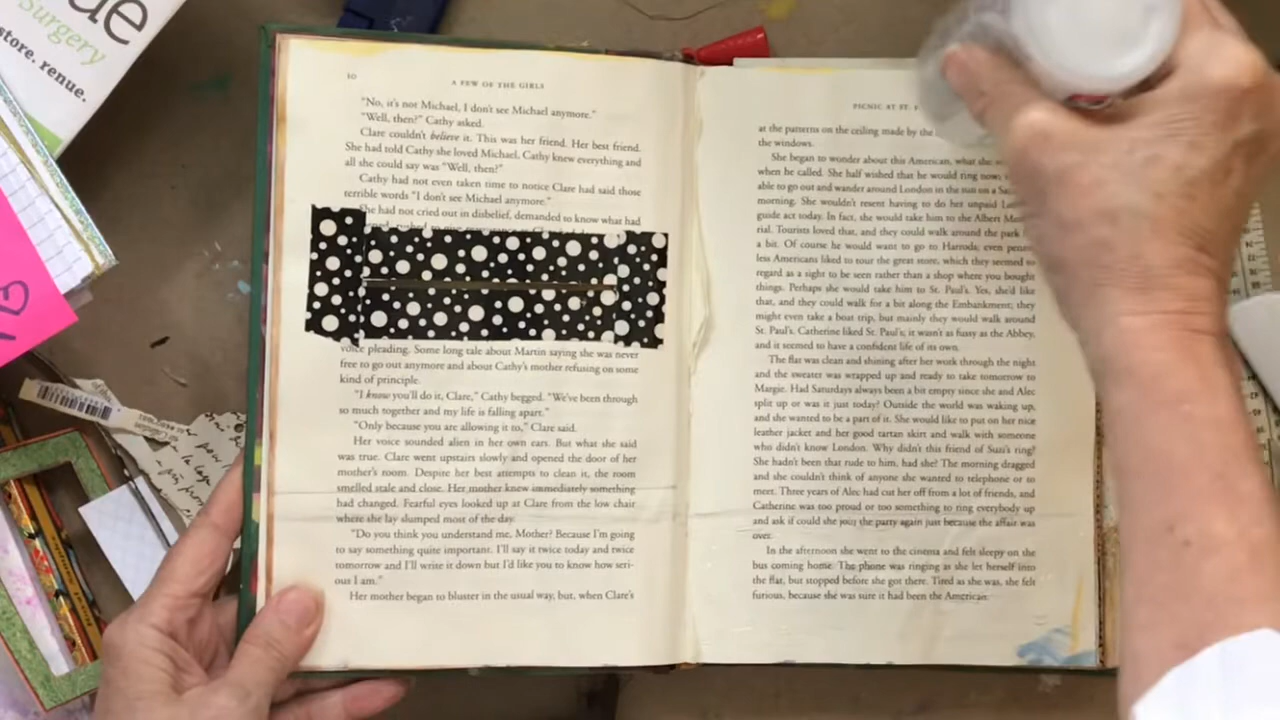 ue
Surgery
store. renue.
10
A FEW OF THE GIRLS
"No, it's not Michael, I don't see Michael anymore."
"Well, then?" Cathy asked.
Clare couldn't believe it. This was her friend. Her best friend.
She had told Cathy she loved Michael, Cathy knew everything and
all she could say was "Well, then?"
Cathy had not even taken time to notice Clare had said those
terrible words "I don't see Michael anymore."
She had not cried out in disbelief, demanded to know what had
voice pleading. Some long tale about Martin saying she was never
free to go out anymore and about Cathy's mother refusing on some
kind of principle.
"I know you'll do it, Clare," Cathy begged. "We've been through
so much together and my life is falling apart."
"Only because you are allowing it to," Clare said.
Her voice sounded alien in her own ears. But what she said
was true. Clare went upstairs slowly and opened the door of her
mother's room. Despite her best attempts to clean it, the room
smelled stale and close. Her mother knew immediately something
had changed. Fearful eyes looked up at Clare from the low chair
where she lay slumped most of the day.
"Do you think you understand me, Mother? Because I'm going
to say something quite important. I'll say it twice today and twice
tomorrow and I'll write it down but I'd like you to know how seri-
ous I am."
Her mother began to bluster in the usual way, but, when Clare's
PICNIC AT ST. P
at the patterns on the ceiling made by the
the windows.
She began to wonder about this American, what she
when he called. She half wished that he would ring now
able to go out and wander around London in the sun on a
morning. She wouldn't resent having to do her unpaid
guide act today. In fact, she would take him to the Albert
rial. Tourists loved that, and they could walk around the park
a bit. Of course he would want to go to Harrods; even
less Americans liked to tour the great store, which they seemed to
regard as a sight to be seen rather than a shop where you bought
things. Perhaps she would take him to St. Paul's. Yes, she'd like
that, and they could walk for a bit along the Embankment; they
might even take a boat trip, but mainly they would walk around
St. Paul's. Catherine liked St. Paul's; it wasn't as fussy as the Abbey,
and it seemed to have a confident life of its own.
The flat was clean and shining after her work through the night
and the sweater was wrapped up and ready to take tomorrow to
Margie. Had Saturdays always been a bit empty since she and Alec
split up or was it just today? Outside the world was waking up,
and she wanted to be a part of it. She would like to put on her nice
leather jacket and her good tartan skirt and walk with someone
who didn't know London. Why didn't this friend of Susi's ring?
She hadn't been that rude to him, had she? The morning dragged
and she couldn't think of anyone she wanted to telephone or to
meet. Three years of Alec had cut her off from a lot of friends, and
Catherine was too proud or too something to ring everybody up
and ask if could she join the party again just because the affair was
over.
In the afternoon she went to the cinema and felt sleepy on the
bus coming home. The phone was ringing as she let herself into
the flat, but stopped before she got there. Tired as she was, she felt
furious, because she was sure it had been the American.